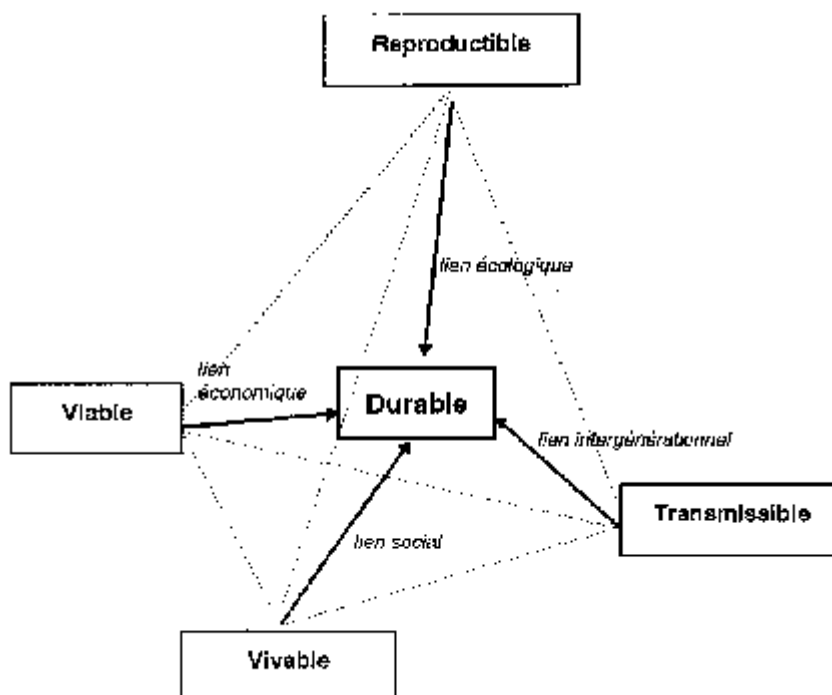 Reproductible
lien écologique
lien
économique
Viable
Durable
lien intergénérationnel
Transmissible
lien social
Vivable